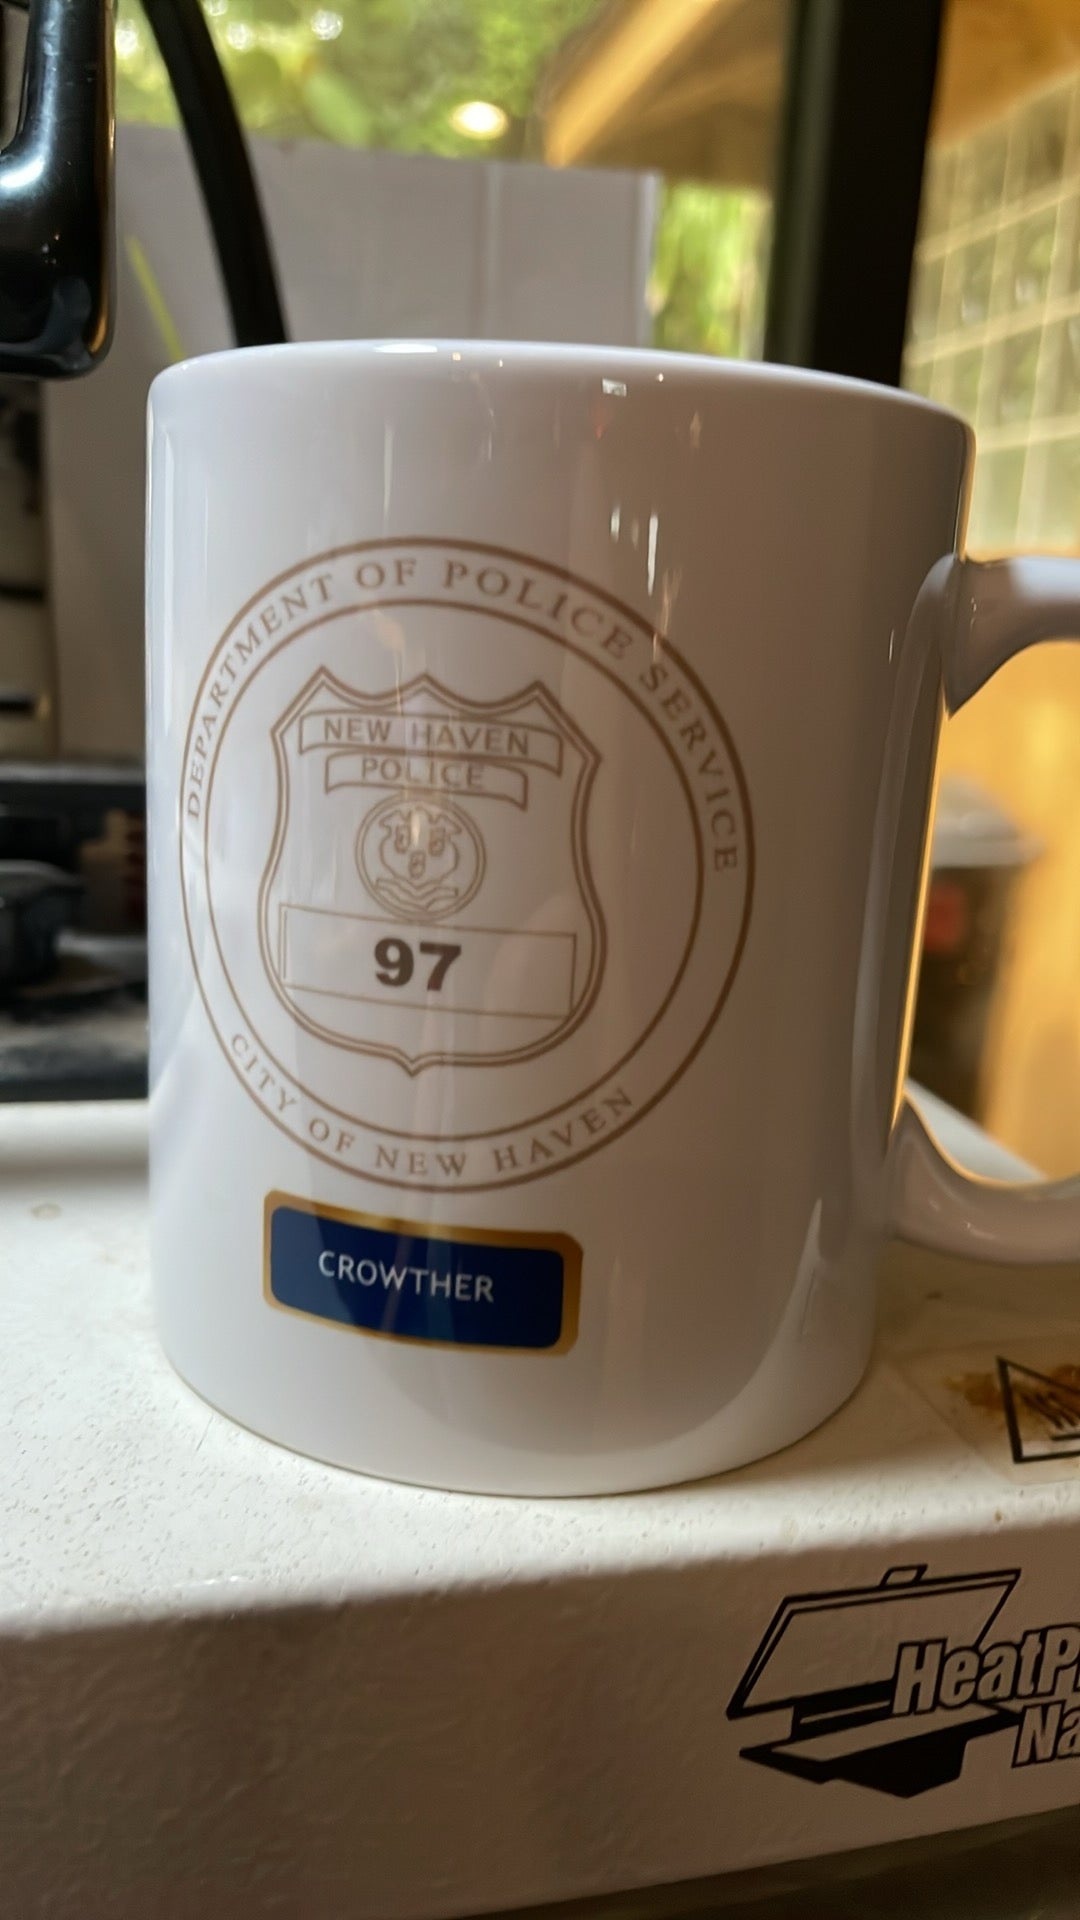 DEPARTMENT OF POLICE SERVICE
NEW HAVEN
POLICE
97
CITY OF NEW HAVEN
CROWTHER